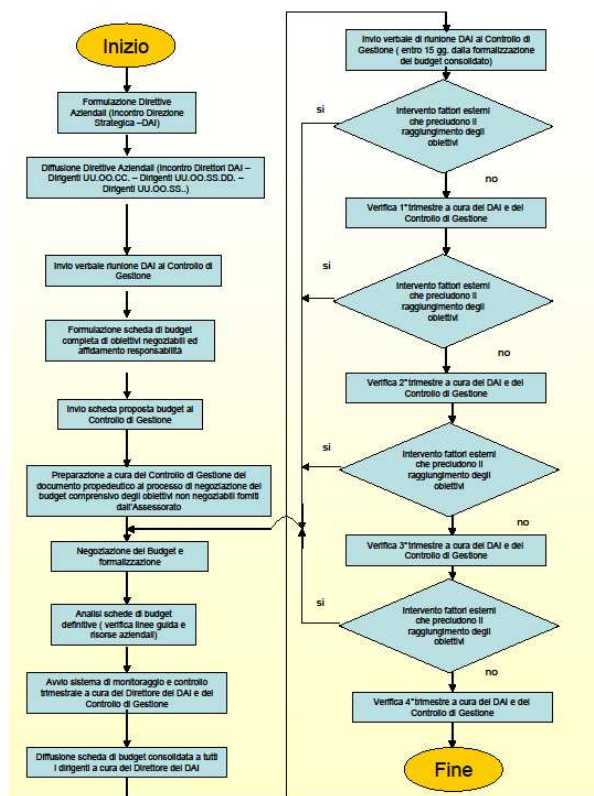 Inizio
Formulazione Direttive
Aziendali (Incontro Direzione
Strategica –DAI)
Diffusione Direttive Aziendali (Incontro Direttori DAI –
Dirigenti UU.OO.CC. – Dirigenti UU.OO.SS.DD. –
Dirigenti UU.OO.SS..)
Invio verbale riunione DAI al Controllo di
Gestione
Formulazione scheda di budget
completa di obiettivi negoziabili ed
affidamento responsabilità
Invio scheda proposta budget al
Controllo di Gestione
Preparazione a cura del Controllo di Gestione del
documento propedeutico al processo di negoziazione del
budget comprensivo degli obiettivi non negoziabili forniti
dall'Assessorato
Negoziazione del Budget e
formalizzazione
Analisi schede di budget
definitive ( verifica linee guida e
risorse aziendali)
Avvio sistema di monitoraggio e controllo
trimestrale a cura del Direttore del DAI e del
Controllo di Gestione
Diffusione scheda di budget consolidata a tutti
i dirigenti a cura del Direttore del DAI
Invio verbale di riunione DAI al Controllo di
Gestione ( entro 15 gg. dalla formalizzazione
del budget consolidato)
si
Intervento fattori esterni
che precludono il
raggiungimento degli
obiettivi
no
Verifica 1° trimestre a cura del DAI e del
Controllo di Gestione
si
Intervento fattori esterni
che precludono il
raggiungimento degli
obiettivi
no
Verifica 2° trimestre a cura del DAI e del
Controllo di Gestione
si
Intervento fattori esterni
che precludono il
raggiungimento degli
obiettivi
no
Verifica 3° trimestre a cura del DAI e del
Controllo di Gestione
si
Intervento fattori esterni
che precludono il
raggiungimento degli
obiettivi
no
Verifica 4° trimestre a cura del DAI e del
Controllo di Gestione
Fine